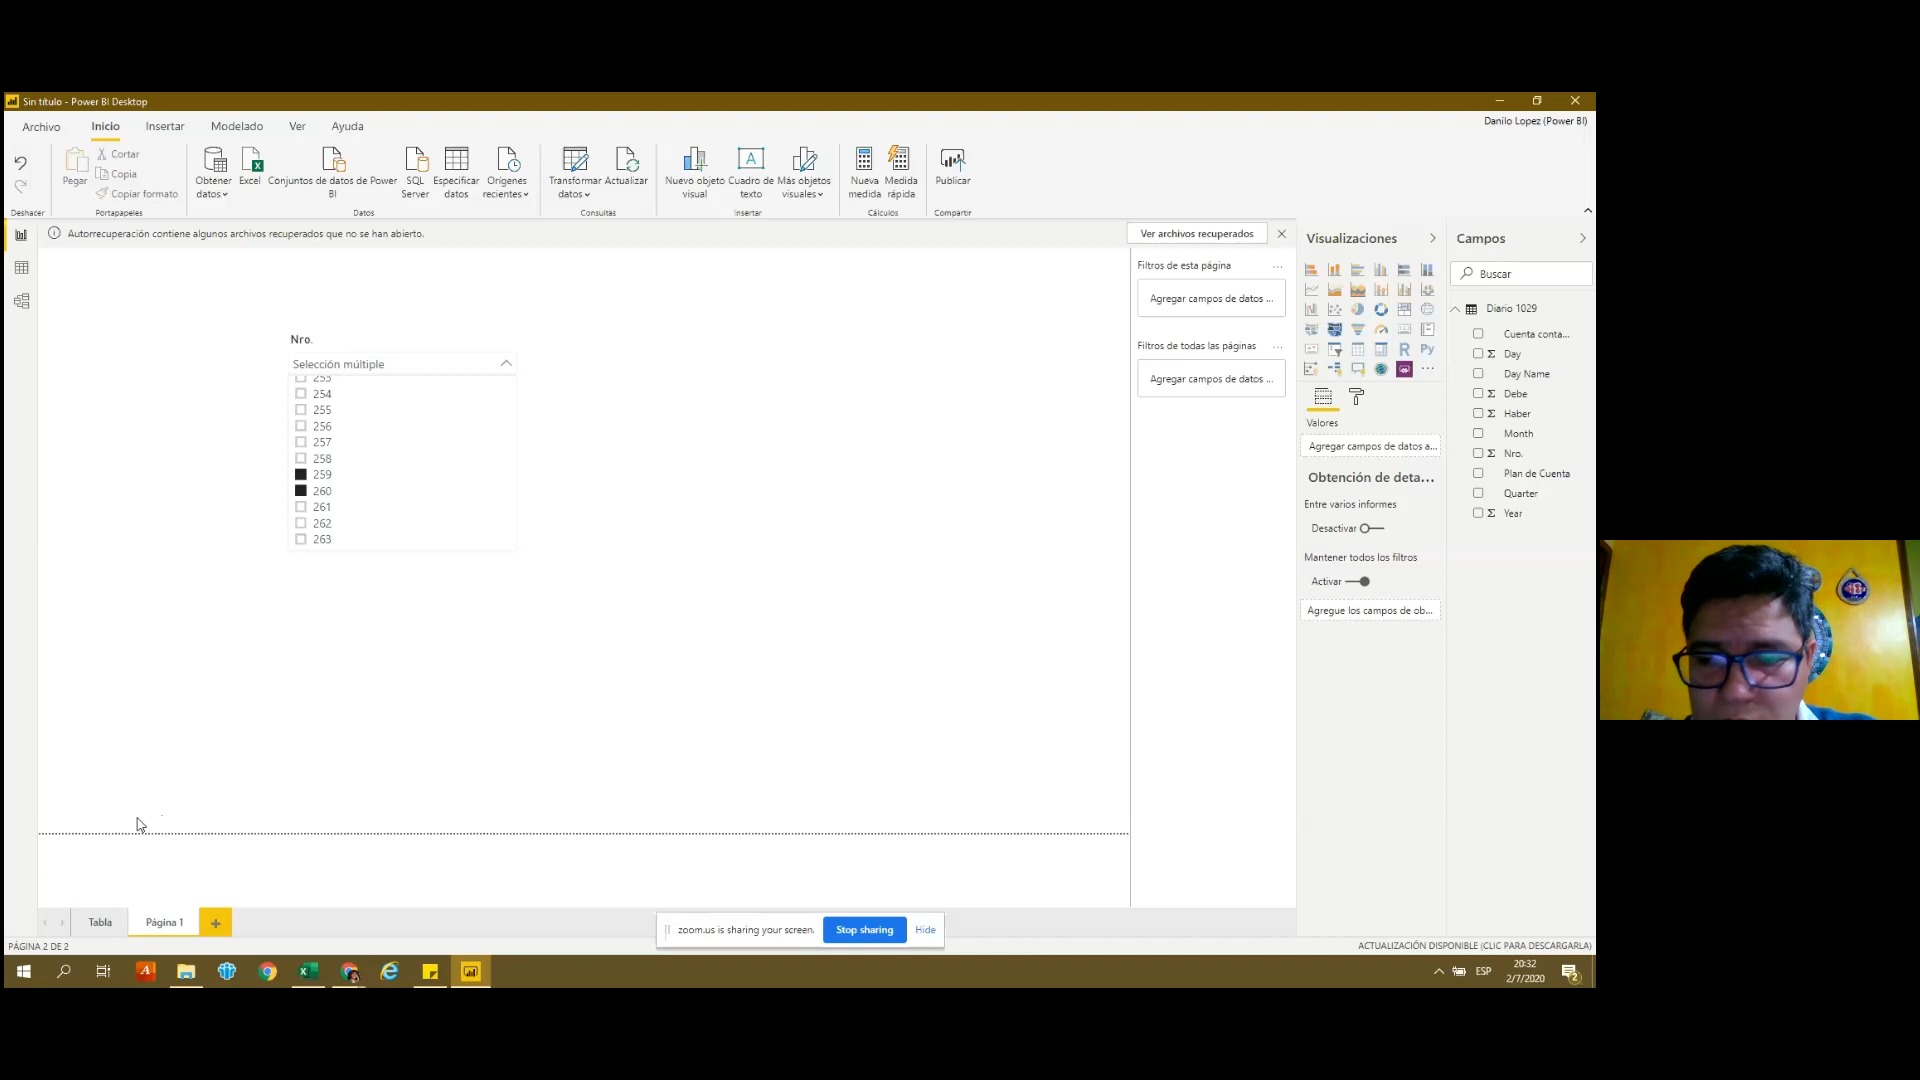 Sin título - Power BI Desktop
Danilo Lopez (Power BI)
Archivo Inicio Insertar Modelado Ver Ayuda
Pegar
Cortar
Copia
Copiar formato
Obtener datos
Excel
Conjuntos de datos de Power BI
SQL Server
Especificar datos
Orígenes recientes
Transformar datos
Actualizar
Nuevo objeto visual
Cuadro de texto
Más objetos visuales
Nueva medida
Medida rápida
Publicar
Deshacer Portapapeles Datos Consultas Insertar Cálculos Compartir
Autorrecuperación contiene algunos archivos recuperados que no se han abierto.
Ver archivos recuperados
Nro.
Selección múltiple
253
254
255
256
257
258
259
260
261
262
263
Filtros de esta página ...
Agregar campos de datos ...
Filtros de todas las páginas ...
Agregar campos de datos ...
Visualizaciones
R Py
Valores
Agregar campos de datos a...
Obtención de deta...
Entre varios informes
Desactivar
Mantener todos los filtros
Activar
Agregue los campos de ob...
Campos
Buscar
Diario 1029
Cuenta conta...
Σ Day
Day Name
Σ Debe
Σ Haber
Month
Σ Nro.
Plan de Cuenta
Quarter
Σ Year
Tabla Página 1 +
zoom.us is sharing your screen. Stop sharing Hide
PÁGINA 2 DE 2
ACTUALIZACIÓN DISPONIBLE (CLIC PARA DESCARGARLA)
ESP
20:32
2/7/2020
2